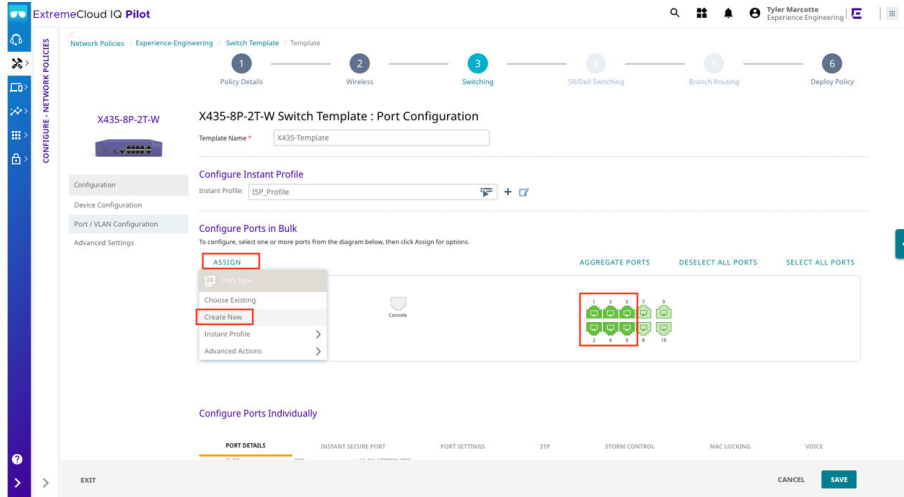 ExtremeCloud IQ Pilot
Tyler Marcotte
Experience Engineering
CONFIGURE - NETWORK POLICIES
Network Policies > Experience-Engineering > Switch Template > Template
1 2 3 6
Policy Details Wireless Switching SR/Dell Switching Branch Routing Deploy Policy
X435-8P-2T-W
X435-8P-2T-W Switch Template : Port Configuration
Template Name * X435-Template
Configure Instant Profile
Instant Profile: ISP_Profile
Configuration
Device Configuration
Port / VLAN Configuration
Advanced Settings
Configure Ports in Bulk
To configure, select one or more ports from the diagram below, then click Assign for options.
ASSIGN AGGREGATE PORTS DESELECT ALL PORTS SELECT ALL PORTS
Port Type
Choose Existing
Create New
Instant Profile
Advanced Actions
Console
1 3 5 7 9
2 4 6 8 10
Configure Ports Individually
PORT DETAILS INSTANT SECURE PORT PORT SETTINGS STP STORM CONTROL MAC LOCKING VOICE
EXIT CANCEL SAVE